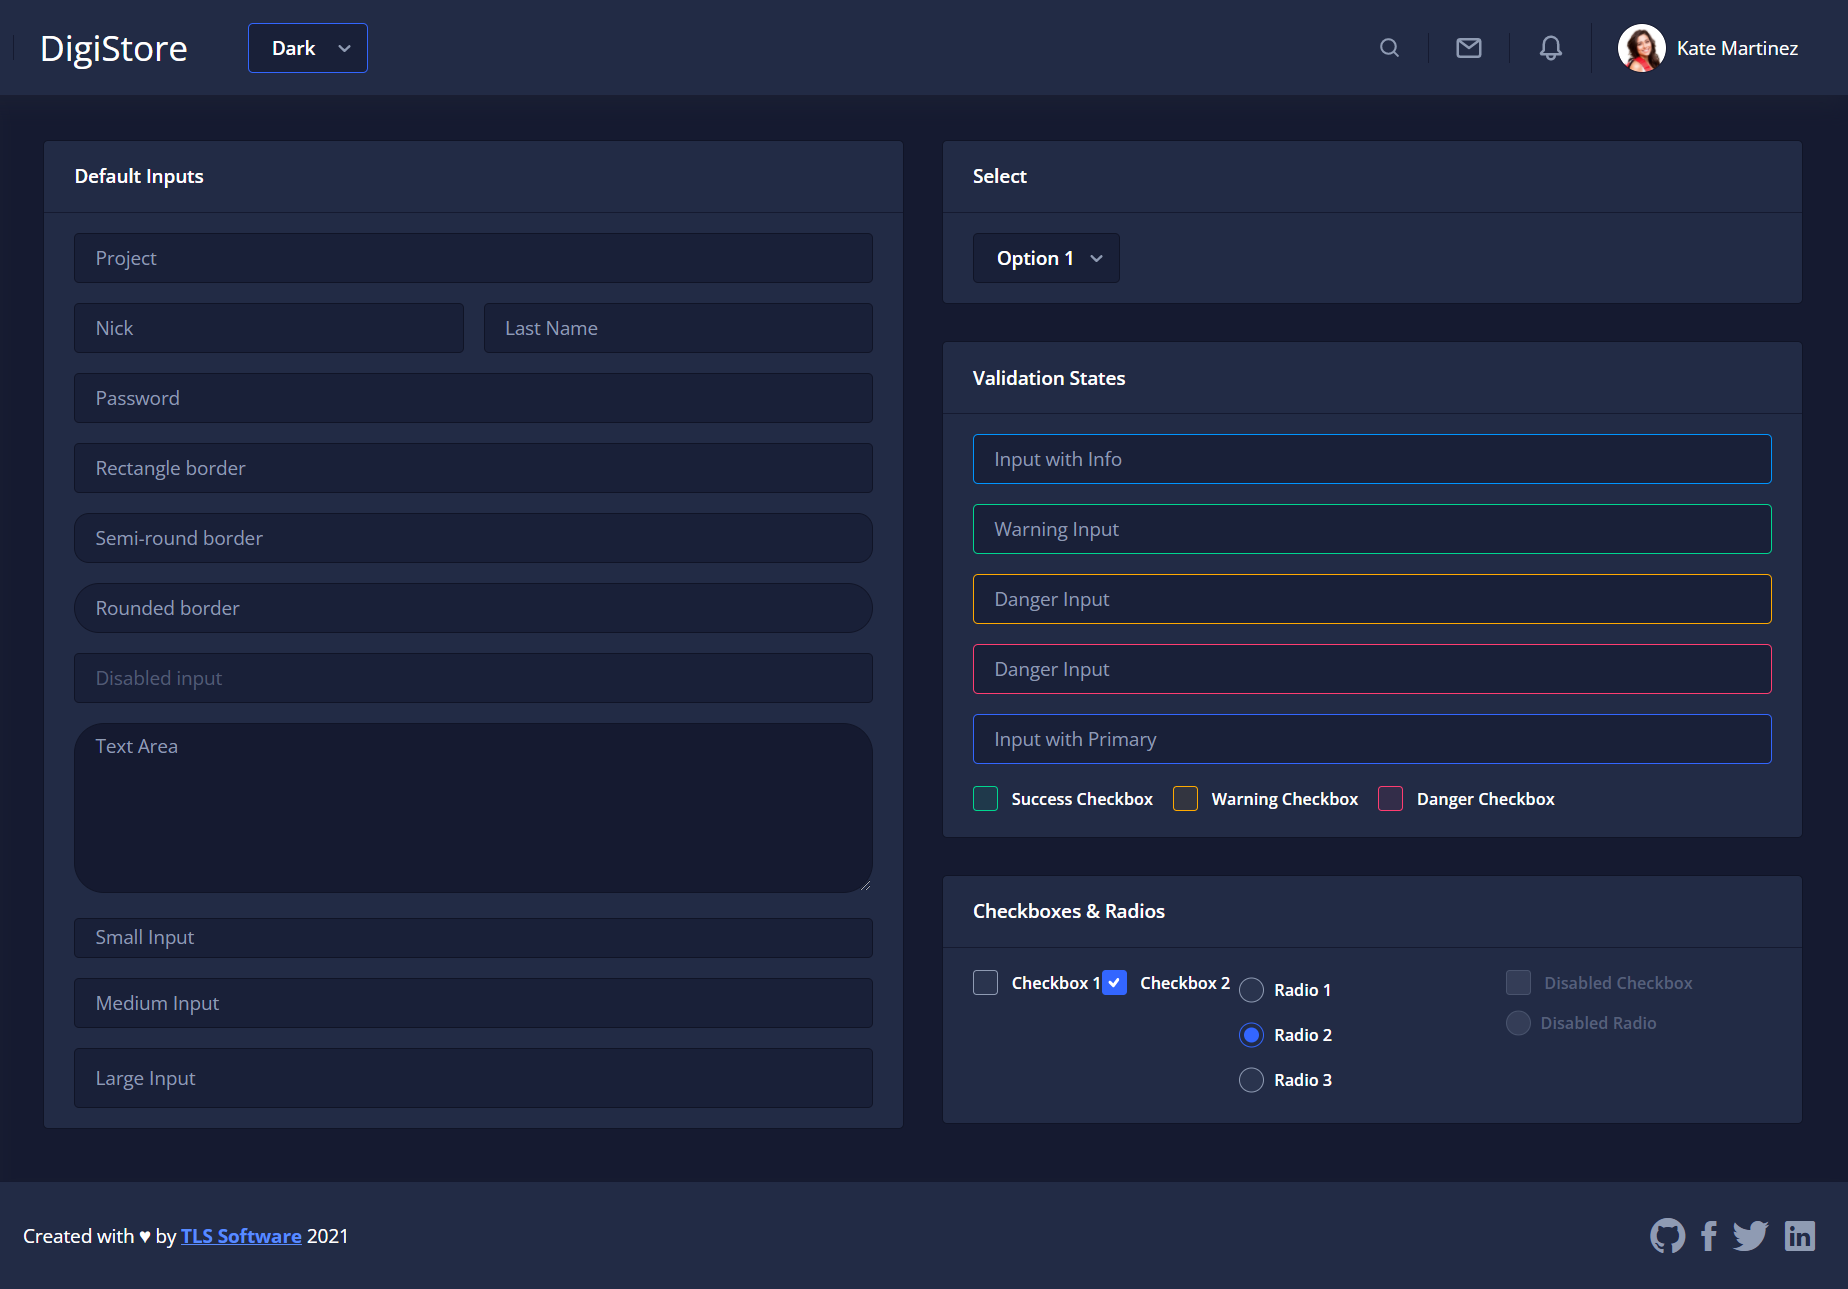 DigiStore
Dark
Kate Martinez
Default Inputs
Project
Nick
Last Name
Password
Rectangle border
Semi-round border
Rounded border
Disabled input
Text Area
Small Input
Medium Input
Large Input
Select
Option 1
Validation States
Input with Info
Warning Input
Danger Input
Danger Input
Input with Primary
Success Checkbox
Warning Checkbox
Danger Checkbox
Checkboxes & Radios
Checkbox 1
Checkbox 2
Radio 1
Radio 2
Radio 3
Disabled Checkbox
Disabled Radio
Created with ♥ by TLS Software 2021